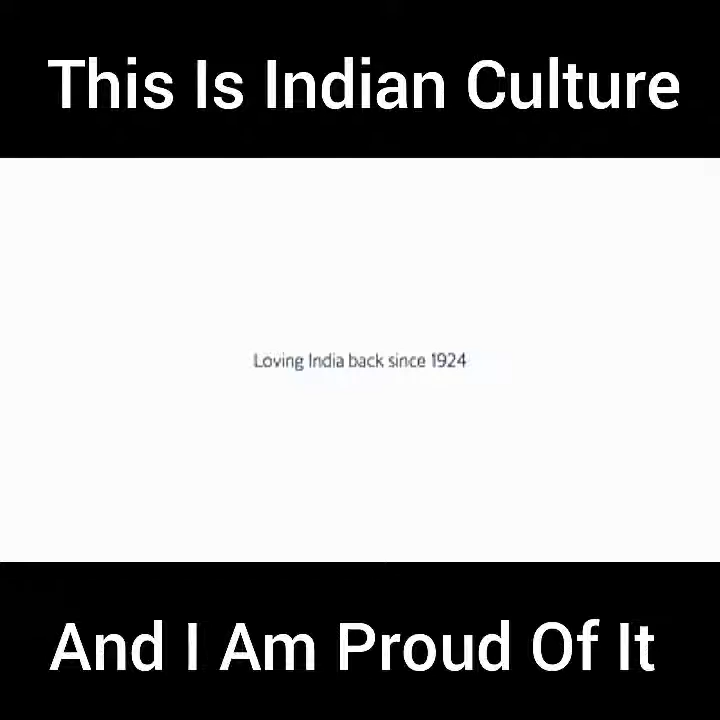 This Is Indian Culture
Loving India back since 1924
And I Am Proud Of It